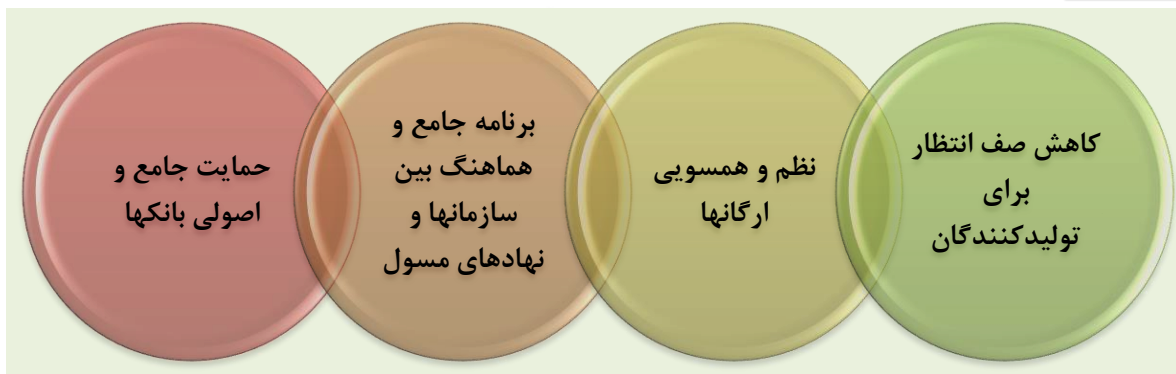 کاهش صف انتظار
برای
تولیدکنندگان
نظم و همسویی
ارگانها
برنامه جامع و
هماهنگ بین
سازمانها و
نهادهای مسول
حمایت جامع و
اصولی بانکها